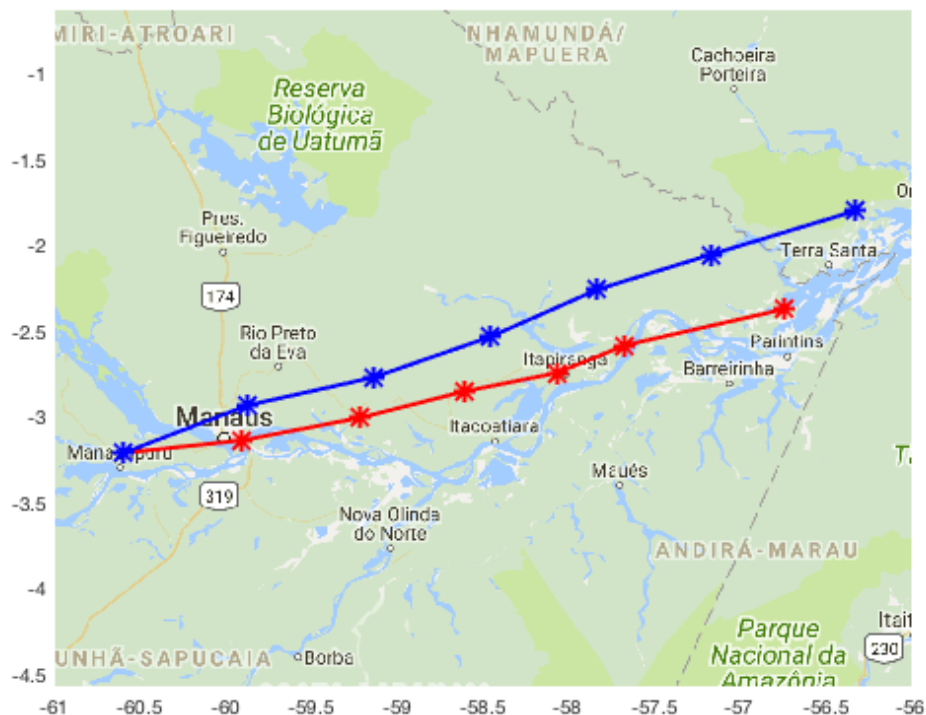 MIRI-ATROARI
NHAMUNDÁ/
MAPUERA
Cachoeira
Porteira
-1
Reserva
Biológica
de Uatumã
-1.5
Pres.
Figueiredo
-2
Terra Santa
174
Rio Preto
da Eva
-2.5
Itapiranga
Parintins
Barreirinha
Manaus
-3
Itacoatiara
Maués
319
-3.5
Nova Olinda
do Norte
ANDIRÁ-MARAU
-4
Parque
Nacional da
Amazônia
230
UNHÃ-SAPUCAIA
Borba
-4.5
-61
-60.5
-60
-59.5
-59
-58.5
-58
-57.5
-57
-56.5
-56